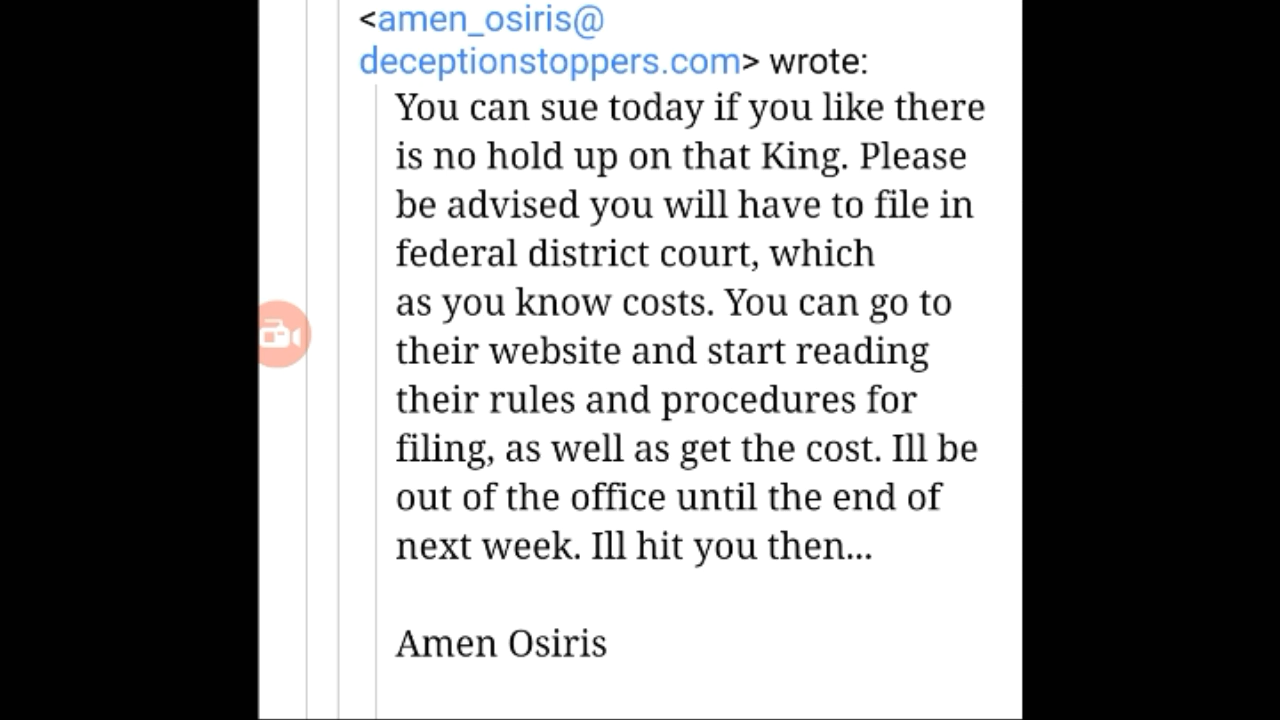 <amen_osiris@
deceptionstoppers.com> wrote:
You can sue today if you like there
is no hold up on that King. Please
be advised you will have to file in
federal district court, which
as you know costs. You can go to
their website and start reading
their rules and procedures for
filing, as well as get the cost. Ill be
out of the office until the end of
next week. Ill hit you then...
Amen Osiris